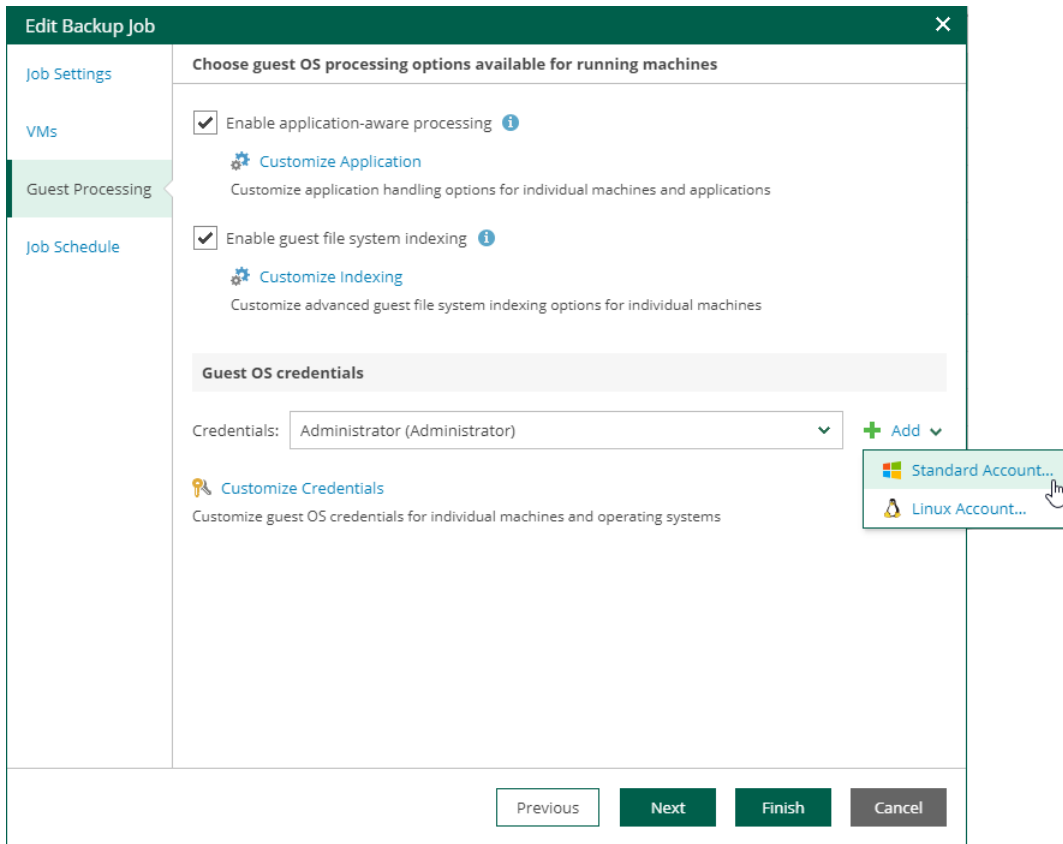 Edit Backup Job
Job Settings
VMs
Guest Processing
Job Schedule
Choose guest OS processing options available for running machines
Enable application-aware processing
Customize Application
Customize application handling options for individual machines and applications
Enable guest file system indexing
Customize Indexing
Customize advanced guest file system indexing options for individual machines
Guest OS credentials
Credentials: Administrator (Administrator) Add
Standard Account...
Linux Account...
Customize Credentials
Customize guest OS credentials for individual machines and operating systems
Previous Next Finish Cancel